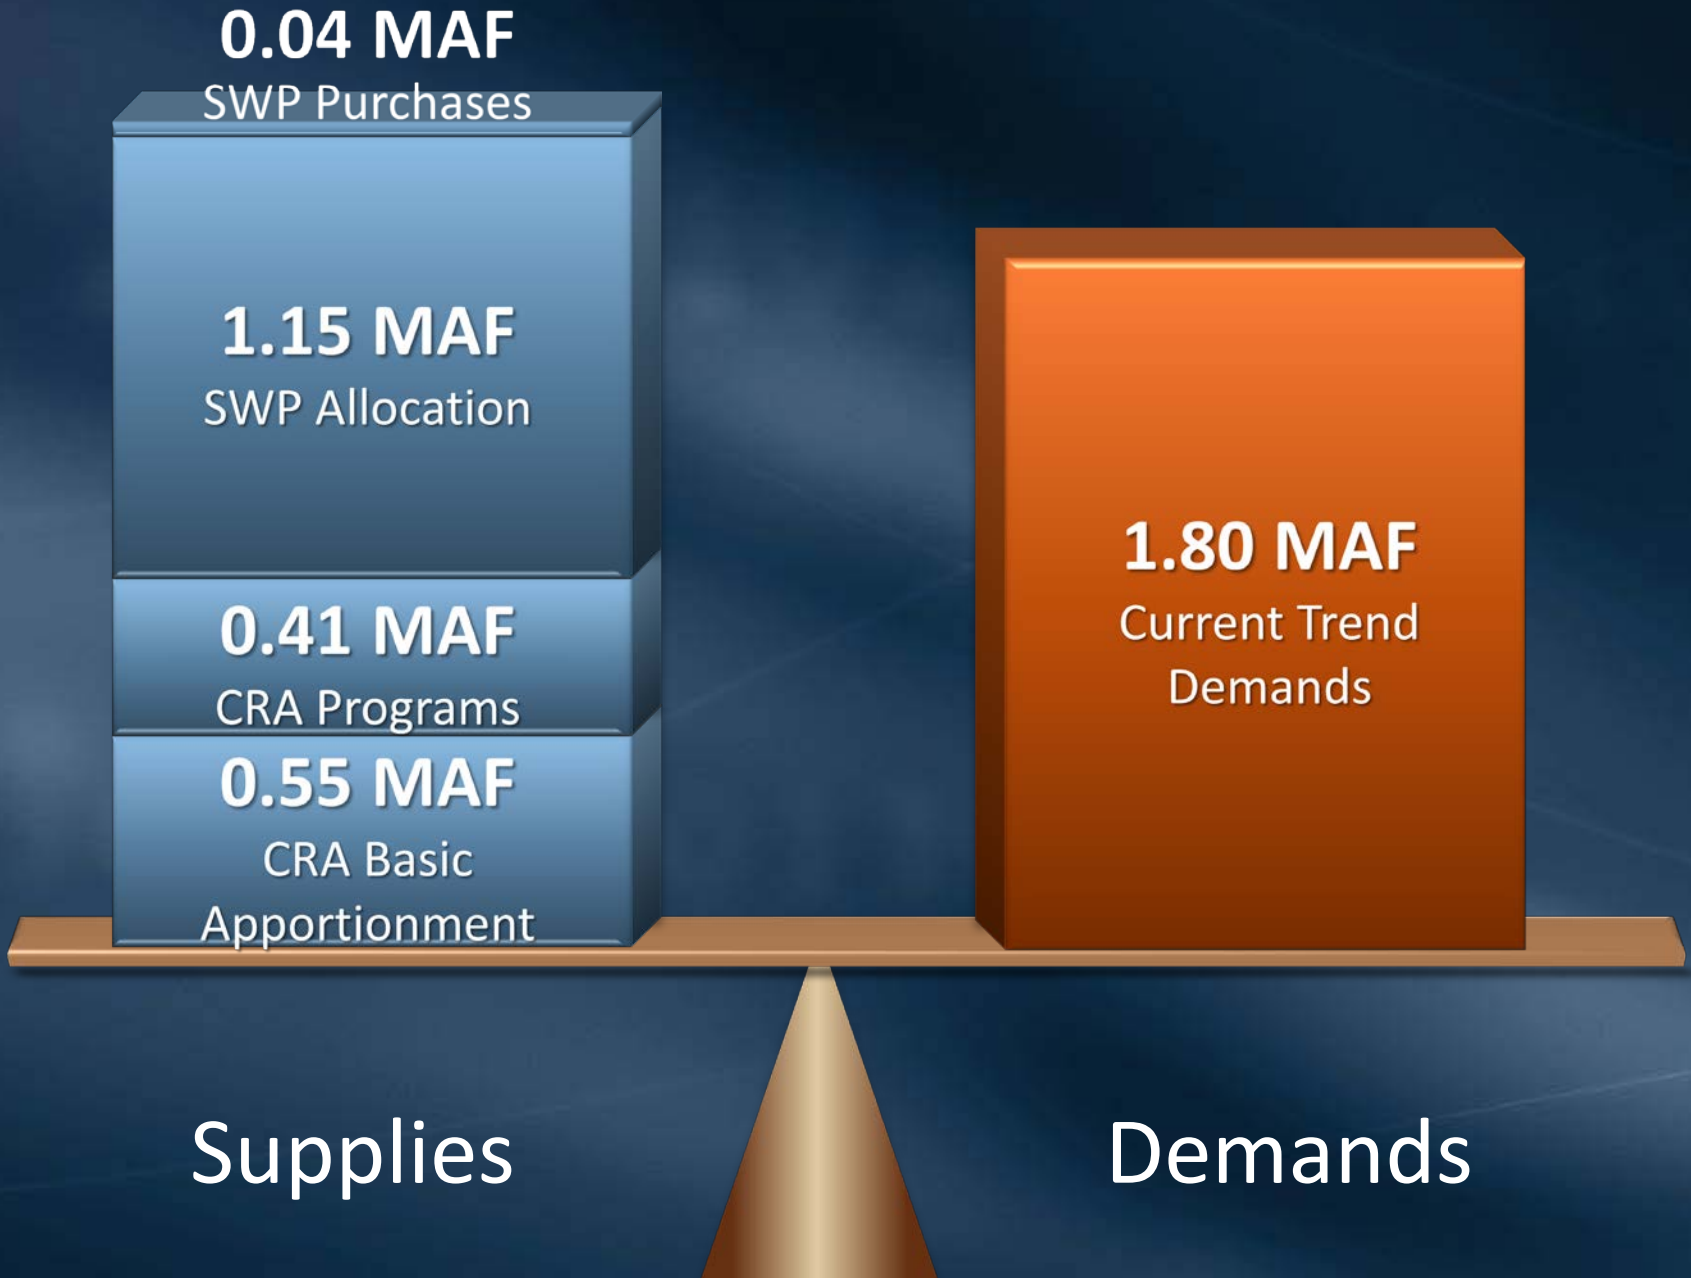 0.04 MAF
SWP Purchases
1.15 MAF
SWP Allocation
0.41 MAF
CRA Programs
0.55 MAF
CRA Basic
Apportionment
1.80 MAF
Current Trend
Demands
Supplies
Demands